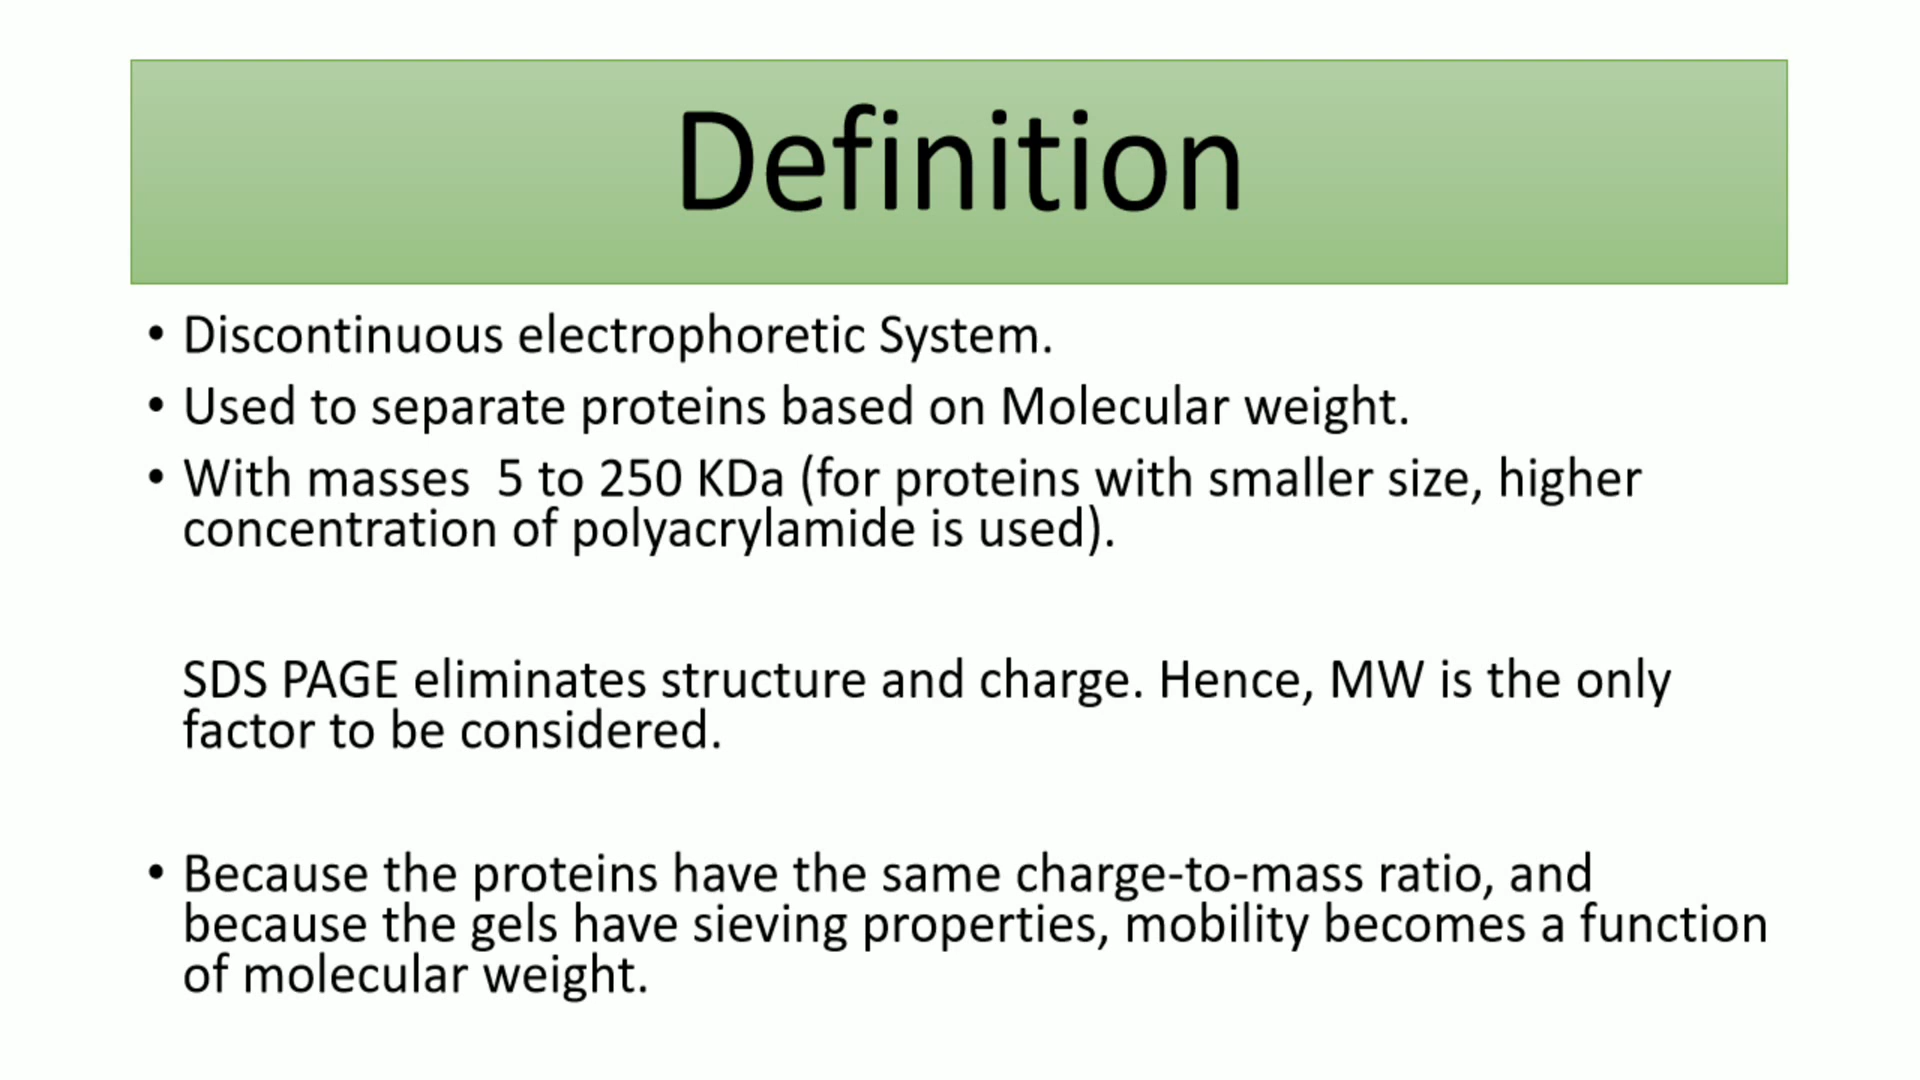 Definition
• Discontinuous electrophoretic System.
• Used to separate proteins based on Molecular weight.
• With masses  5 to 250 KDa (for proteins with smaller size, higher
concentration of polyacrylamide is used).
SDS PAGE eliminates structure and charge. Hence, MW is the only
factor to be considered.
• Because the proteins have the same charge-to-mass ratio, and
because the gels have sieving properties, mobility becomes a function
of molecular weight.